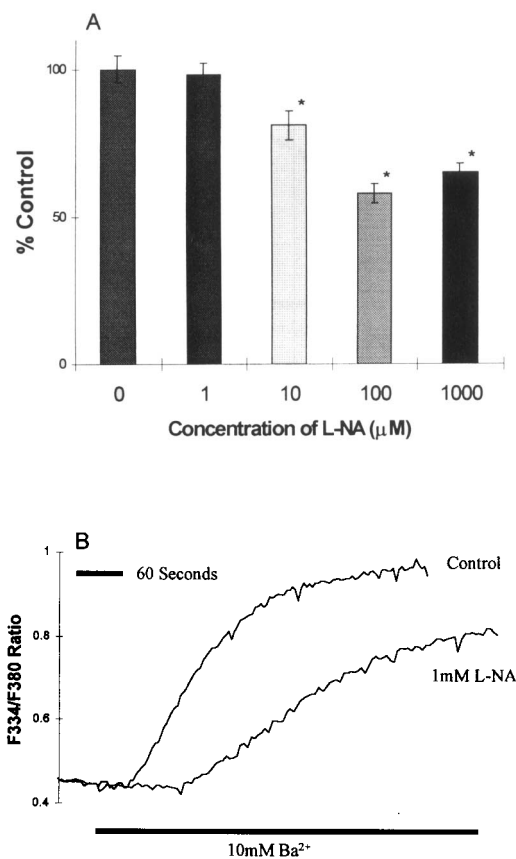 A
100
50
0
% Control
*
*
*
0 1 10 100 1000
Concentration of L-NA (μM)
B
60 Seconds
1
0.8
0.6
0.4
F334/F380 Ratio
Control
1mM L-NA
10mM Ba²⁺